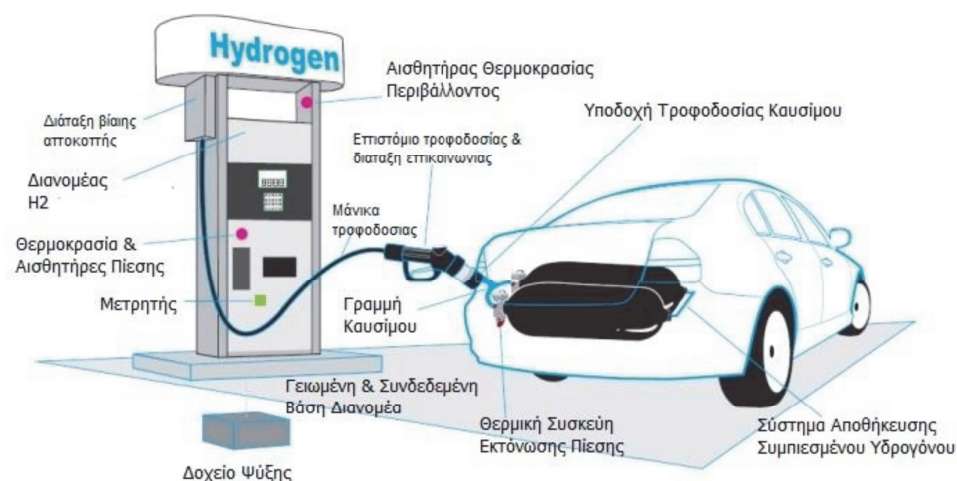 Hydrogen
Αισθητήρας Θερμοκρασίας
Περιβάλλοντος
Υποδοχή Τροφοδοσίας Καυσίμου
Διάταξη βίαιης
αποκοπής
Επιστόμιο τροφοδοσίας &
διαταξη επικοινωνιας
Διανομέας
H2
Μάνικα
τροφοδοσιας
Θερμοκρασία &
Αισθητήρες Πίεσης
Μετρητής
Γραμμή
Καυσίμου
Γειωμένη & Συνδεδεμένη
Βάση Διανομέα
Θερμική Συσκεύη
Εκτόνωσης Πίεσης
Σύστημα Αποθήκευσης
Συμπιεσμένου Υδρογόνου
Δοχείο Ψύξης